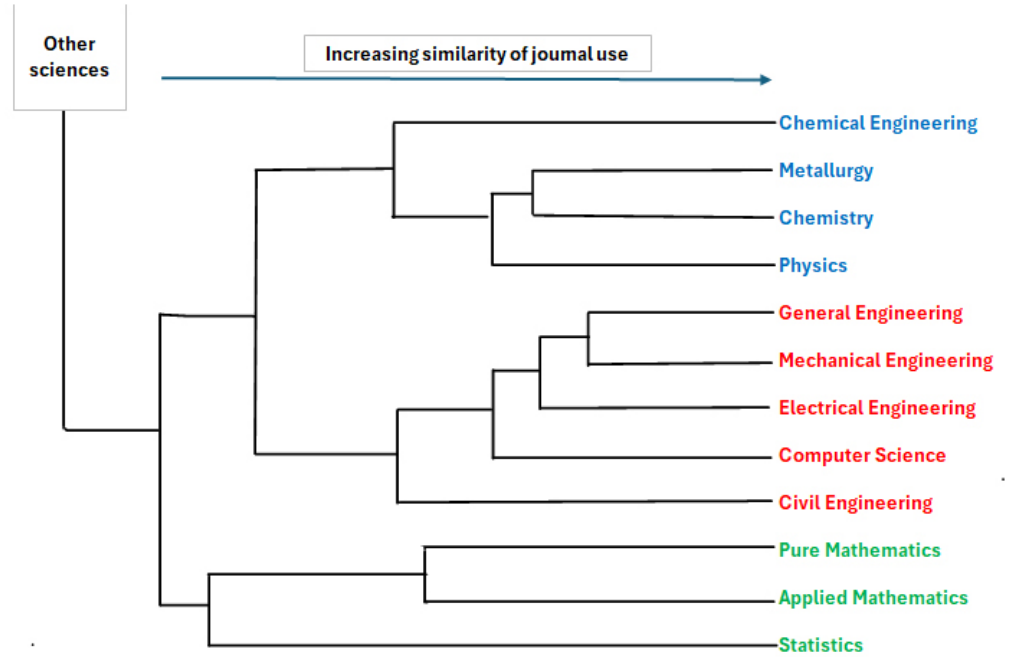 Other
sciences
Increasing similarity of joumal use
Chemical Engineering
Metallurgy
Chemistry
Physics
General Engineering
Mechanical Engineering
Electrical Engineering
Computer Science
Civil Engineering
Pure Mathematics
Applied Mathematics
Statistics